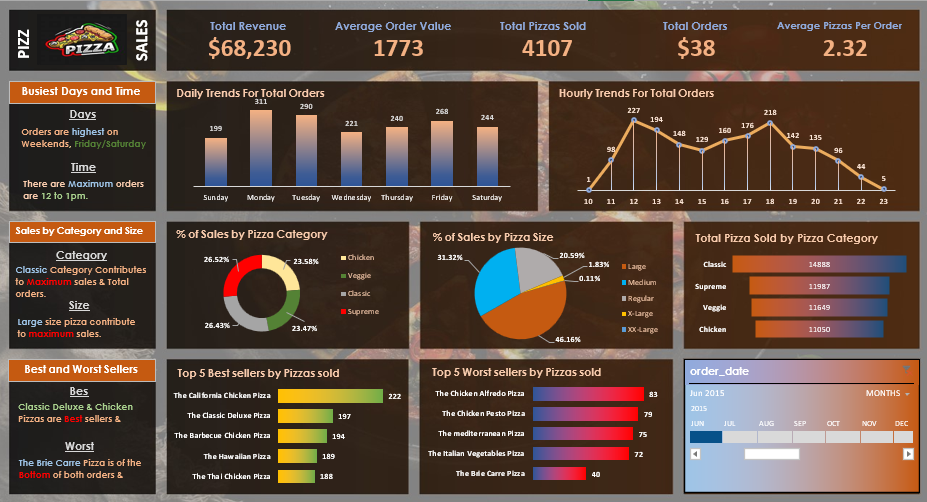 PIZZ
PIZZA
SALES
Total Revenue
$68,230
Average Order Value
1773
Total Pizzas Sold
4107
Total Orders
$38
Average Pizzas Per Order
2.32
Busiest Days and Time
Days
Orders are highest on
Weekends, Friday/Saturday
Time
There are Maximum orders
are 12 to 1pm.
Daily Trends For Total Orders
199
311
290
221
240
268
244
Sunday
Monday
Tuesday
Wednesday
Thursday
Friday
Saturday
Hourly Trends For Total Orders
1
98
227
194
148
129
160
176
218
142
135
96
44
5
10
11
12
13
14
15
16
17
18
19
20
21
22
23
Sales by Category and Size
Category
Classic Category Contributes
to Maximum sales & Total
orders.
Size
Large size pizza contribute
to maximum sales.
% of Sales by Pizza Category
26.52%
23.58%
26.43%
23.47%
Chicken
Veggie
Classic
Supreme
% of Sales by Pizza Size
31.32%
20.59%
1.83%
0.11%
46.16%
Large
Medium
Regular
X-Large
XX-Large
Total Pizza Sold by Pizza Category
Classic
14888
Supreme
11987
Veggie
11649
Chicken
11050
Best and Worst Sellers
Bes
Classic Deluxe & Chicken
Pizzas are Best sellers &
Worst
The Brie Carre Pizza is of the
Bottom of both orders &
Top 5 Best sellers by Pizzas sold
The California Chicken Pizza
222
The Classic Deluxe Pizza
197
The Barbecue Chicken Pizza
194
The Hawaiian Pizza
189
The Thai Chicken Pizza
188
Top 5 Worst sellers by Pizzas sold
The Chicken Alfredo Pizza
83
The Chicken Pesto Pizza
79
The mediterranean Pizza
75
The Italian Vegetables Pizza
72
The Brie Carre Pizza
40
order_date
Jun 2015
MONTHS
2015
JUN
JUL
AUG
SEP
OCT
NOV
DEC